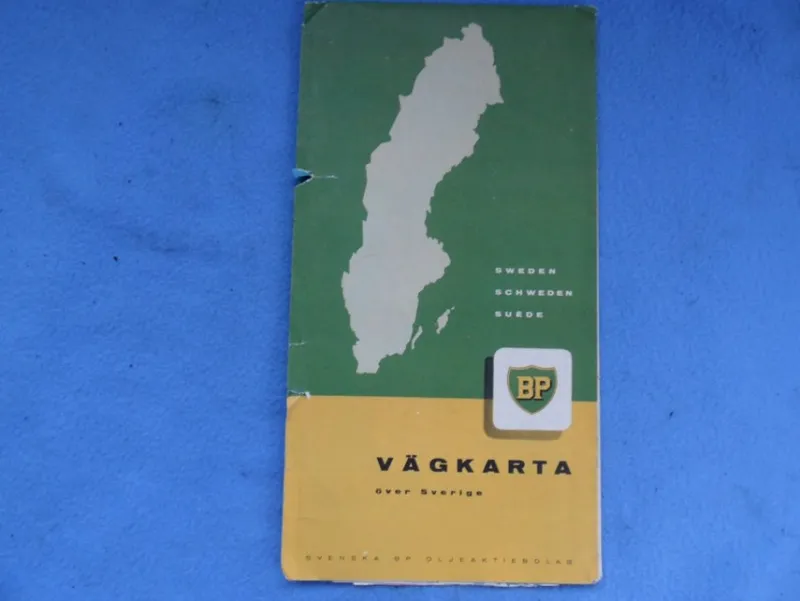 SWEDEN
SCHWEDEN
SUÈDE
BP
VÄGKARTA
över Sverige
SVENSKA BP OLJEAKTIEBOLAG